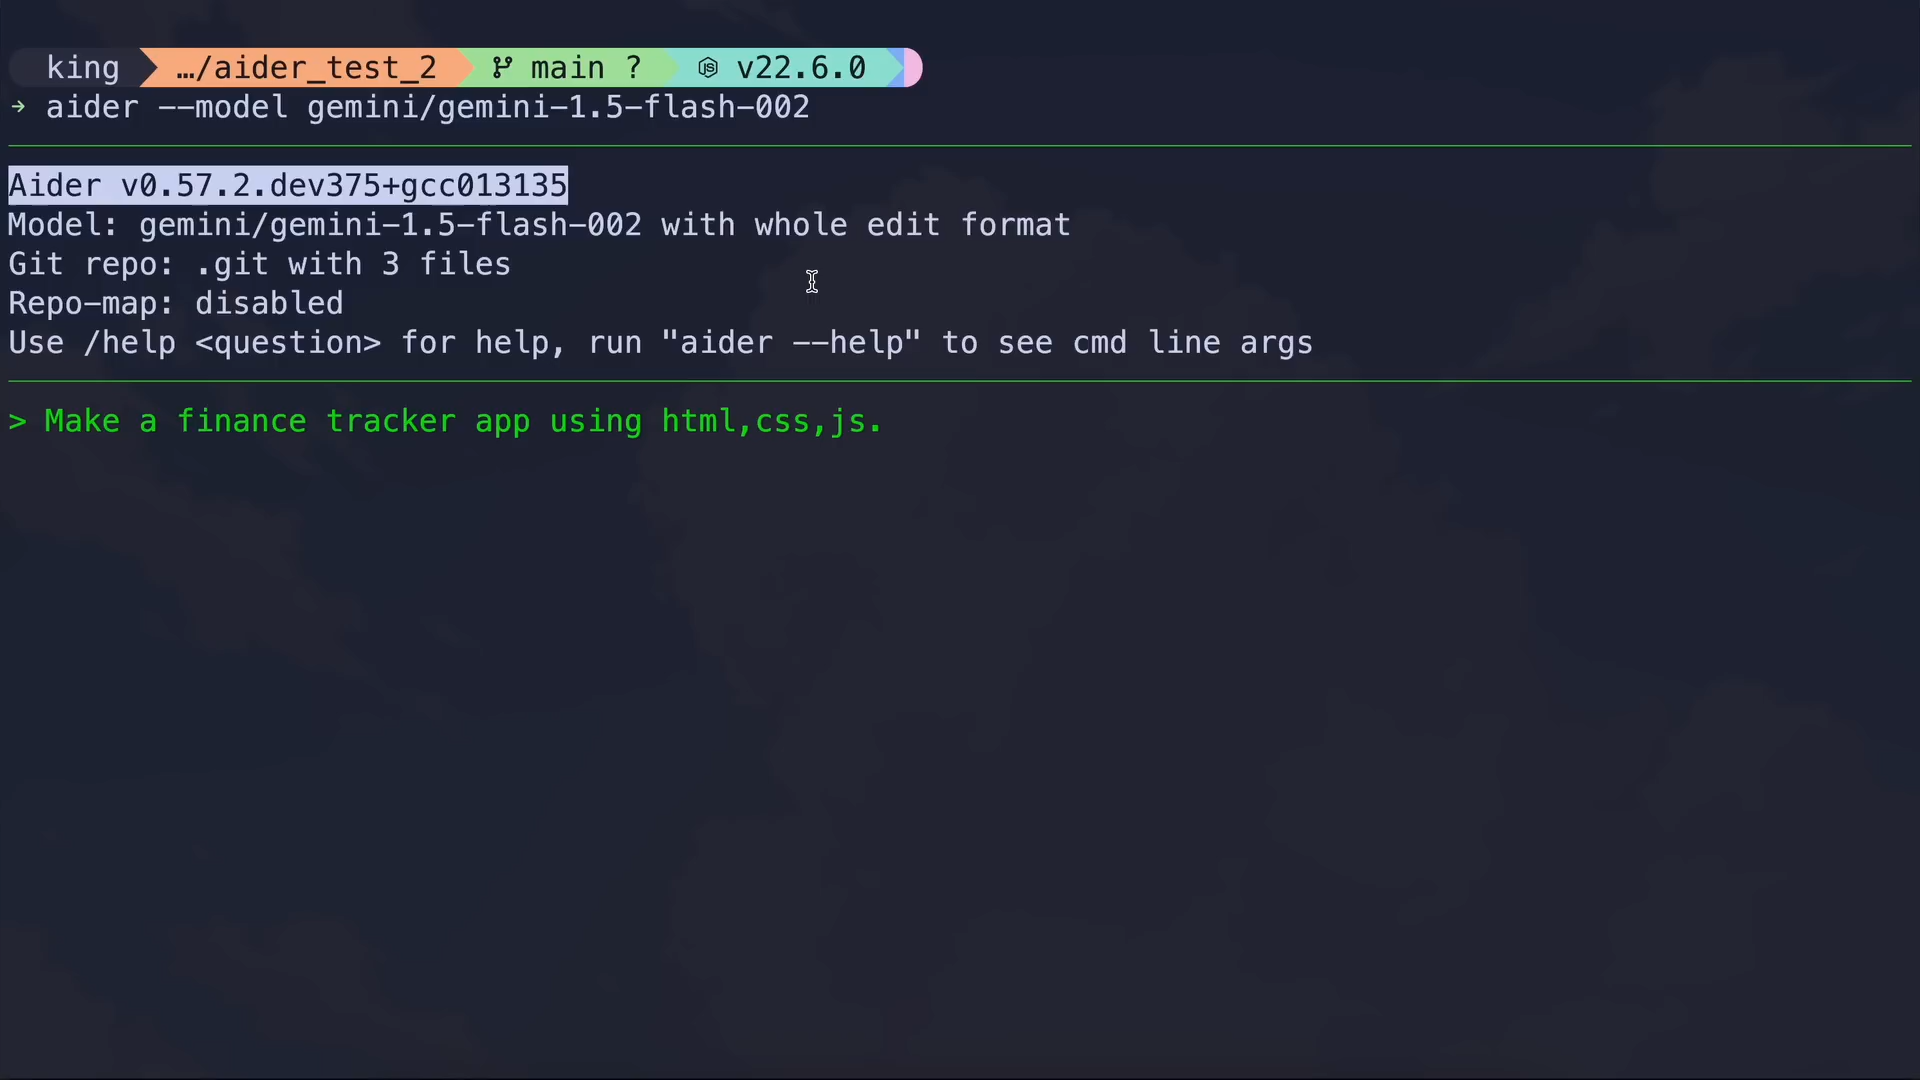 king …/aider_test_2 main ? v22.6.0
➜ aider --model gemini/gemini-1.5-flash-002
Aider v0.57.2.dev375+gcc013135
Model: gemini/gemini-1.5-flash-002 with whole edit format
Git repo: .git with 3 files
Repo-map: disabled
Use /help <question> for help, run "aider --help" to see cmd line args
> Make a finance tracker app using html,css,js.